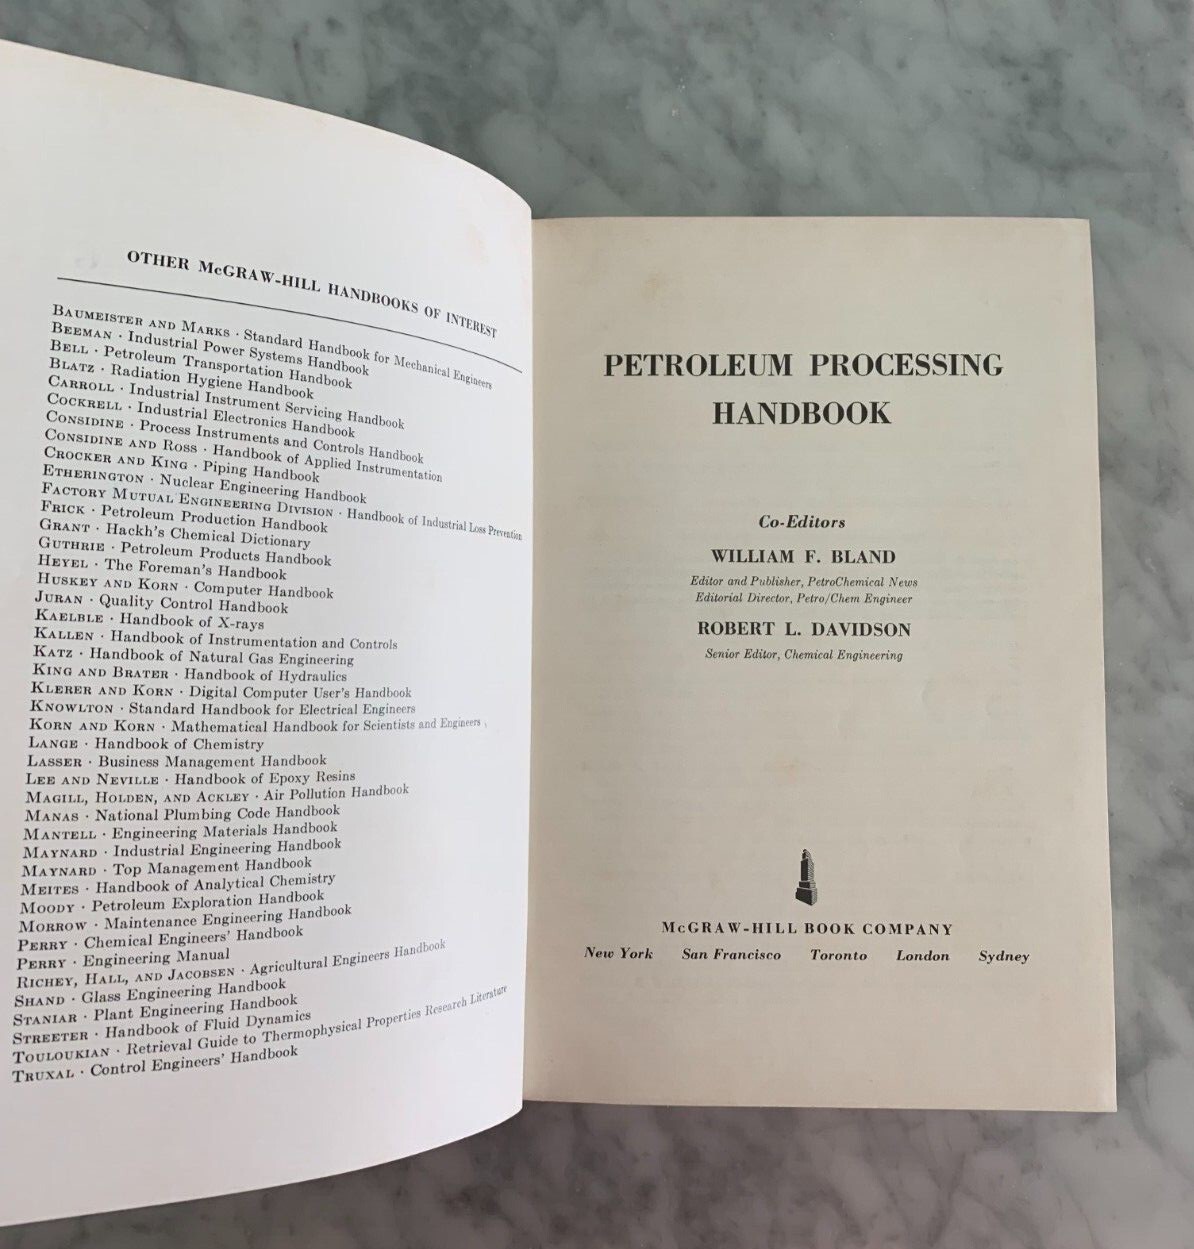 OTHER McGRAW-HILL HANDBOOKS OF INTEREST
BAUMEISTER AND MARKS · Standard Handbook for Mechanical Engineers
BEEMAN · Industrial Power Systems Handbook
BELL · Petroleum Transportation Handbook
BLATZ · Radiation Hygiene Handbook
CARROLL · Industrial Instrument Servicing Handbook
COCKRELL · Industrial Electronics Handbook
CONSIDINE · Process Instruments and Controls Handbook
CONSIDINE AND ROSS · Handbook of Applied Instrumentation
CROCKER AND KING · Piping Handbook
ETHERINGTON · Nuclear Engineering Handbook
FACTORY MUTUAL ENGINEERING DIVISION · Handbook of Industrial Loss Prevention
FRICK · Petroleum Production Handbook
GRANT · Hackh's Chemical Dictionary
GUTHRIE · Petroleum Products Handbook
HEYEL · The Foreman's Handbook
HUSKEY AND KORN · Computer Handbook
JURAN · Quality Control Handbook
KAELBLE · Handbook of X-rays
KALLEN · Handbook of Instrumentation and Controls
KATZ · Handbook of Natural Gas Engineering
KING AND BRATER · Handbook of Hydraulics
KLERER AND KORN · Digital Computer User's Handbook
KNOWLTON · Standard Handbook for Electrical Engineers
KORN AND KORN · Mathematical Handbook for Scientists and Engineers
LANGE · Handbook of Chemistry
LASSER · Business Management Handbook
LEE AND NEVILLE · Handbook of Epoxy Resins
MAGILL, HOLDEN, AND ACKLEY · Air Pollution Handbook
MANAS · National Plumbing Code Handbook
MANTELL · Engineering Materials Handbook
MAYNARD · Industrial Engineering Handbook
MAYNARD · Top Management Handbook
MEITES · Handbook of Analytical Chemistry
MOODY · Petroleum Exploration Handbook
MORROW · Maintenance Engineering Handbook
PERRY · Chemical Engineers' Handbook
PERRY · Engineering Manual
RICHEY, HALL, AND JACOBSEN · Agricultural Engineers Handbook
SHAND · Glass Engineering Handbook
STANIAR · Plant Engineering Handbook
STREETER · Handbook of Fluid Dynamics
TOULOUKIAN · Retrieval Guide to Thermophysical Properties Research Literature
TRUXAL · Control Engineers' Handbook
PETROLEUM PROCESSING
HANDBOOK
Co-Editors
WILLIAM F. BLAND
Editor and Publisher, PetroChemical News
Editorial Director, Petro/Chem Engineer
ROBERT L. DAVIDSON
Senior Editor, Chemical Engineering
McGRAW-HILL BOOK COMPANY
New York San Francisco Toronto London Sydney